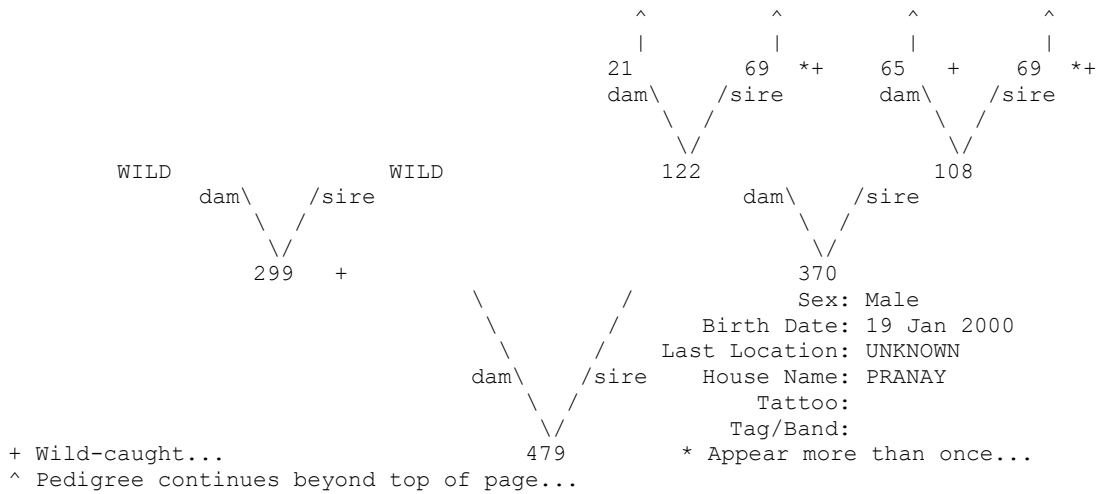 ^ ^ ^ ^
| | | |
21 69 *+ 65 + 69 *+
dam\ /sire dam\ /sire
\ / \ /
\/ \/
WILD WILD 122 108
dam\ /sire dam\ /sire
\ / \ /
\/ \/
299 + 370
\ / Sex: Male
\ / Birth Date: 19 Jan 2000
\ / Last Location: UNKNOWN
dam\ /sire House Name: PRANAY
\ / Tattoo:
\/ Tag/Band:
+ Wild-caught... 479 * Appear more than once...
^ Pedigree continues beyond top of page...